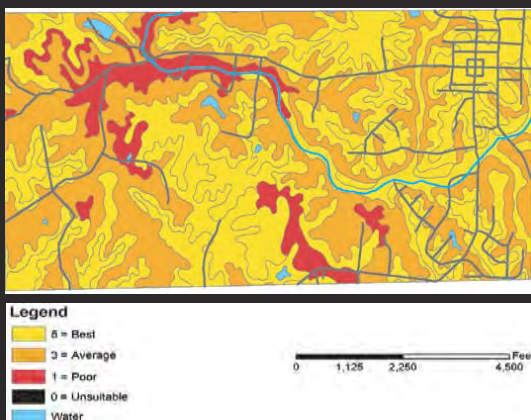 Legend
5 = Best
3 = Average
1 = Poor
0 = Unsuitable
Water
Fee
0 1,125 2,250 4,500